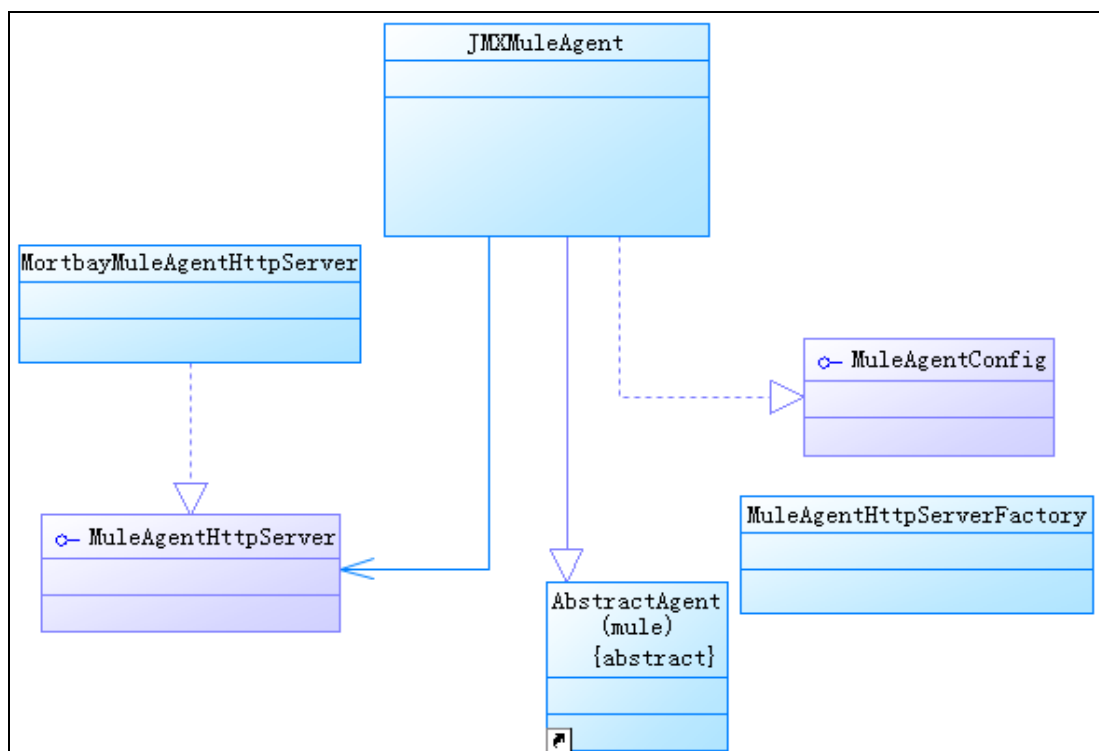 JMXMuleAgent
MortbayMuleAgentHttpServer
MuleAgentConfig
MuleAgentHttpServerFactory
MuleAgentHttpServer
AbstractAgent
(mule)
{abstract}